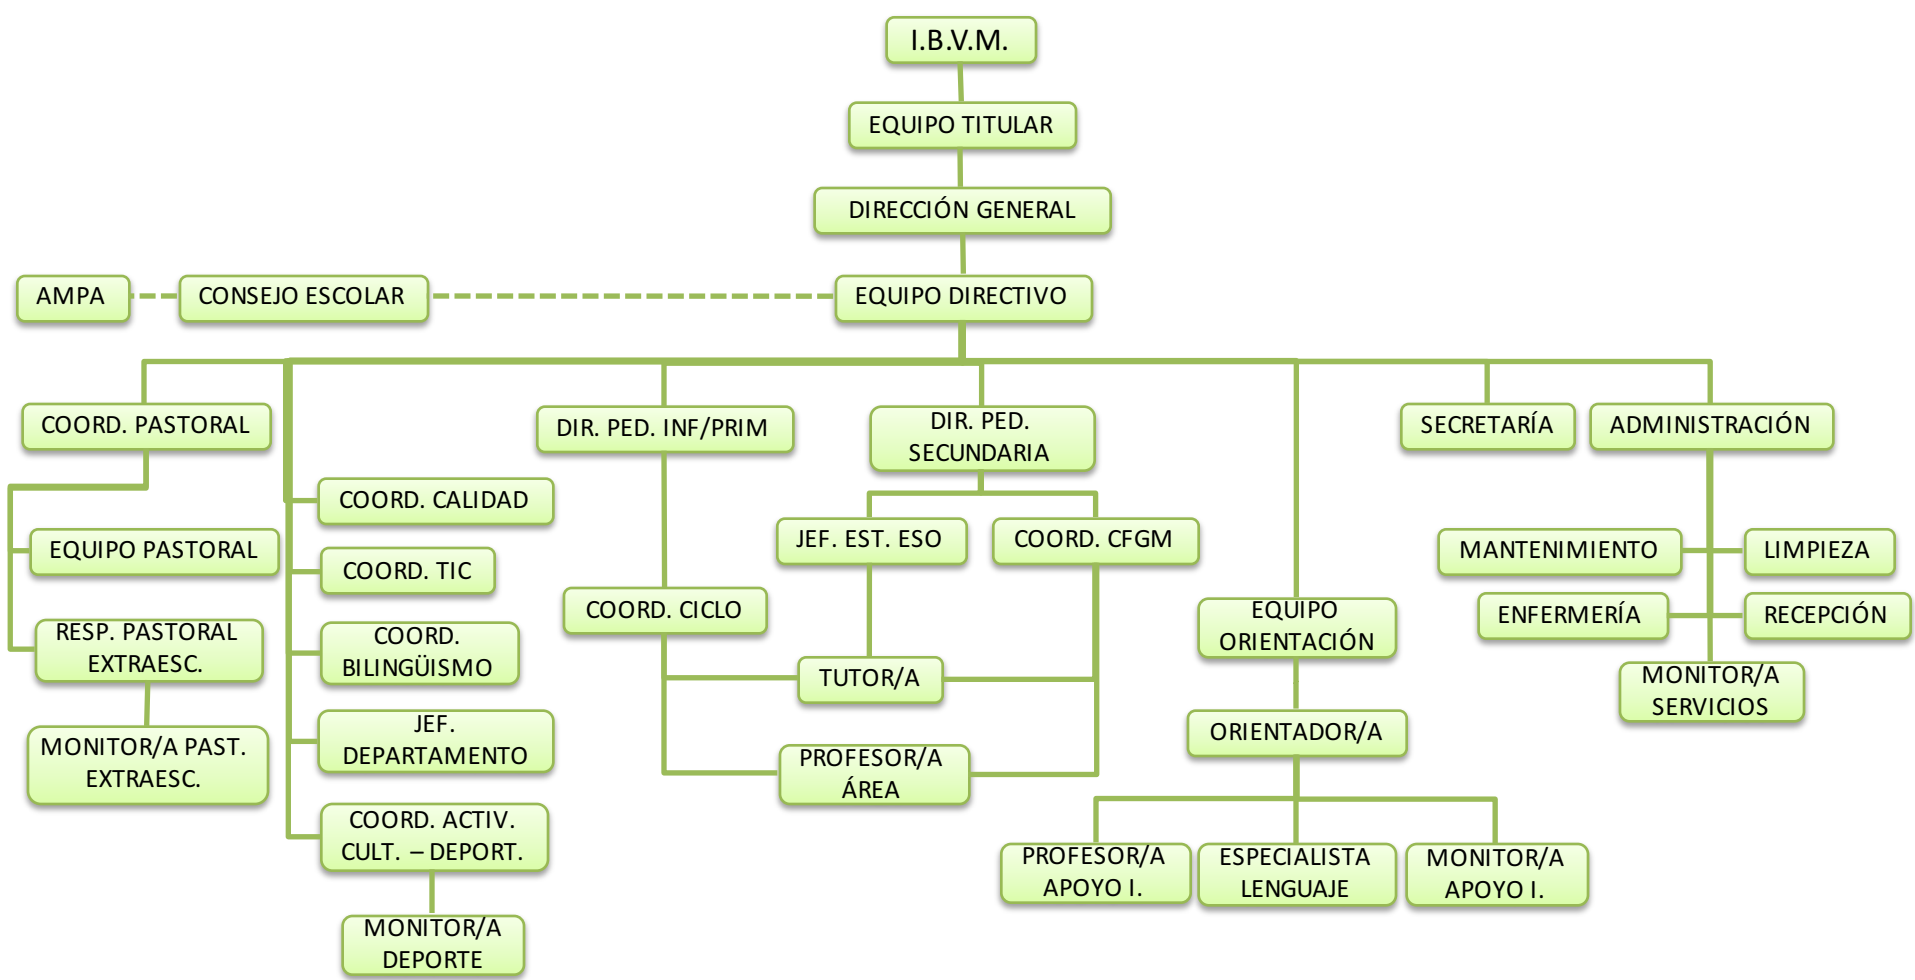 I.B.V.M.
EQUIPO TITULAR
DIRECCIÓN GENERAL
AMPA
CONSEJO ESCOLAR
EQUIPO DIRECTIVO
COORD. PASTORAL
DIR. PED. INF/PRIM
DIR. PED.
SECUNDARIA
SECRETARÍA
ADMINISTRACIÓN
COORD. CALIDAD
EQUIPO PASTORAL
COORD. TIC
JEF. EST. ESO
COORD. CFGM
MANTENIMIENTO
LIMPIEZA
COORD. CICLO
EQUIPO
ORIENTACIÓN
ENFERMERÍA
RECEPCIÓN
RESP. PASTORAL
EXTRAESC.
COORD.
BILINGÜISMO
TUTOR/A
MONITOR/A
SERVICIOS
MONITOR/A PAST.
EXTRAESC.
JEF.
DEPARTAMENTO
PROFESOR/A
ÁREA
ORIENTADOR/A
COORD. ACTIV.
CULT. – DEPORT.
PROFESOR/A
APOYO I.
ESPECIALISTA
LENGUAJE
MONITOR/A
APOYO I.
MONITOR/A
DEPORTE